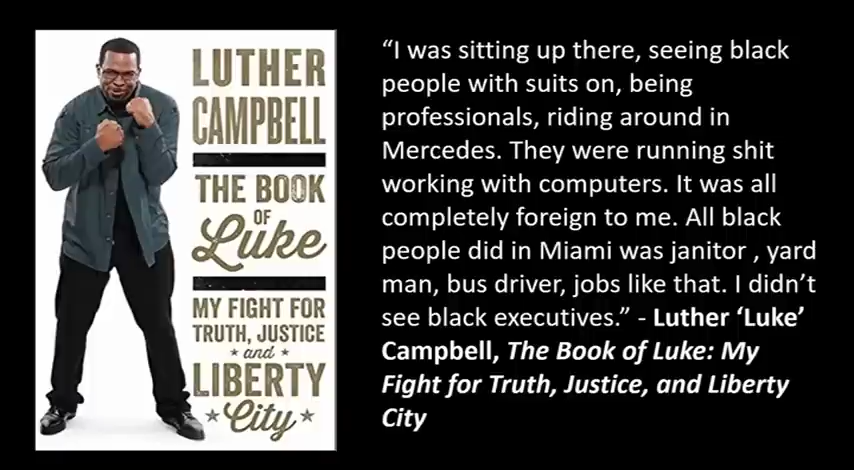 LUTHER
CAMPBELL
THE BOOK
OF
Luke
MY FIGHT FOR
TRUTH, JUSTICE
and
LIBERTY
City
“I was sitting up there, seeing black
people with suits on, being
professionals, riding around in
Mercedes. They were running shit
working with computers. It was all
completely foreign to me. All black
people did in Miami was janitor , yard
man, bus driver, jobs like that. I didn’t
see black executives.” - Luther ‘Luke’
Campbell, The Book of Luke: My
Fight for Truth, Justice, and Liberty
City